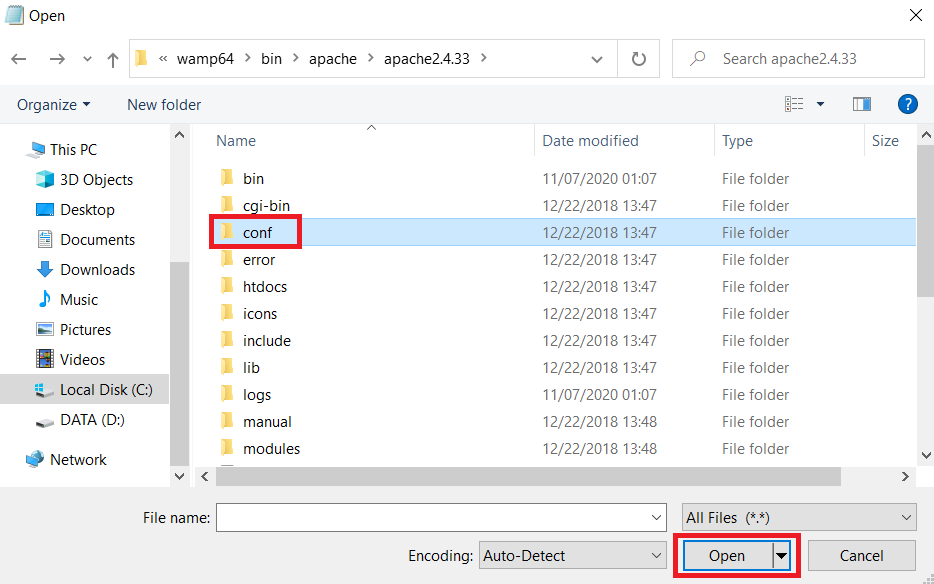 Open
« wamp64 > bin > apache > apache2.4.33 >
Search apache2.4.33
Organize
New folder
?
This PC
3D Objects
Desktop
Documents
Downloads
Music
Pictures
Videos
Local Disk (C:)
DATA (D:)
Network
Name Date modified Type Size
bin 11/07/2020 01:07 File folder
cgi-bin 12/22/2018 13:47 File folder
conf 12/22/2018 13:47 File folder
error 12/22/2018 13:47 File folder
htdocs 12/22/2018 13:47 File folder
icons 12/22/2018 13:47 File folder
include 12/22/2018 13:47 File folder
lib 12/22/2018 13:47 File folder
logs 11/07/2020 01:07 File folder
manual 12/22/2018 13:48 File folder
modules 12/22/2018 13:48 File folder
File name:
All Files (*.*)
Encoding: Auto-Detect
Open
Cancel